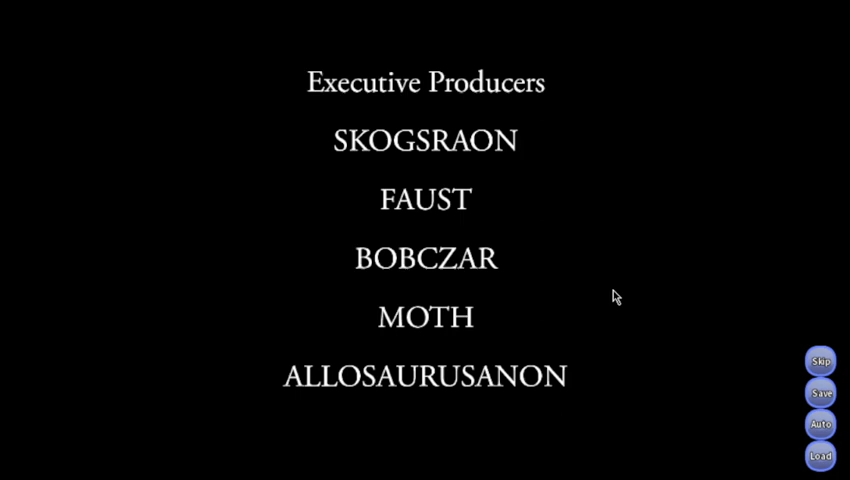 Executive Producers
SKOGSRAON
FAUST
BOBCZAR
MOTH
ALLOSAURUSANON
Skip
Save
Auto
Load